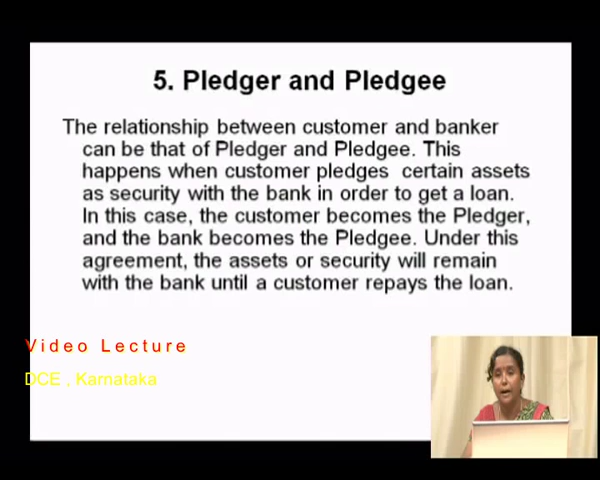 5. Pledger and Pledgee
The relationship between customer and banker
can be that of Pledger and Pledgee. This
happens when customer pledges certain assets
as security with the bank in order to get a loan.
In this case, the customer becomes the Pledger,
and the bank becomes the Pledgee. Under this
agreement, the assets or security will remain
with the bank until a customer repays the loan.
Video Lecture
DCE , Karnataka